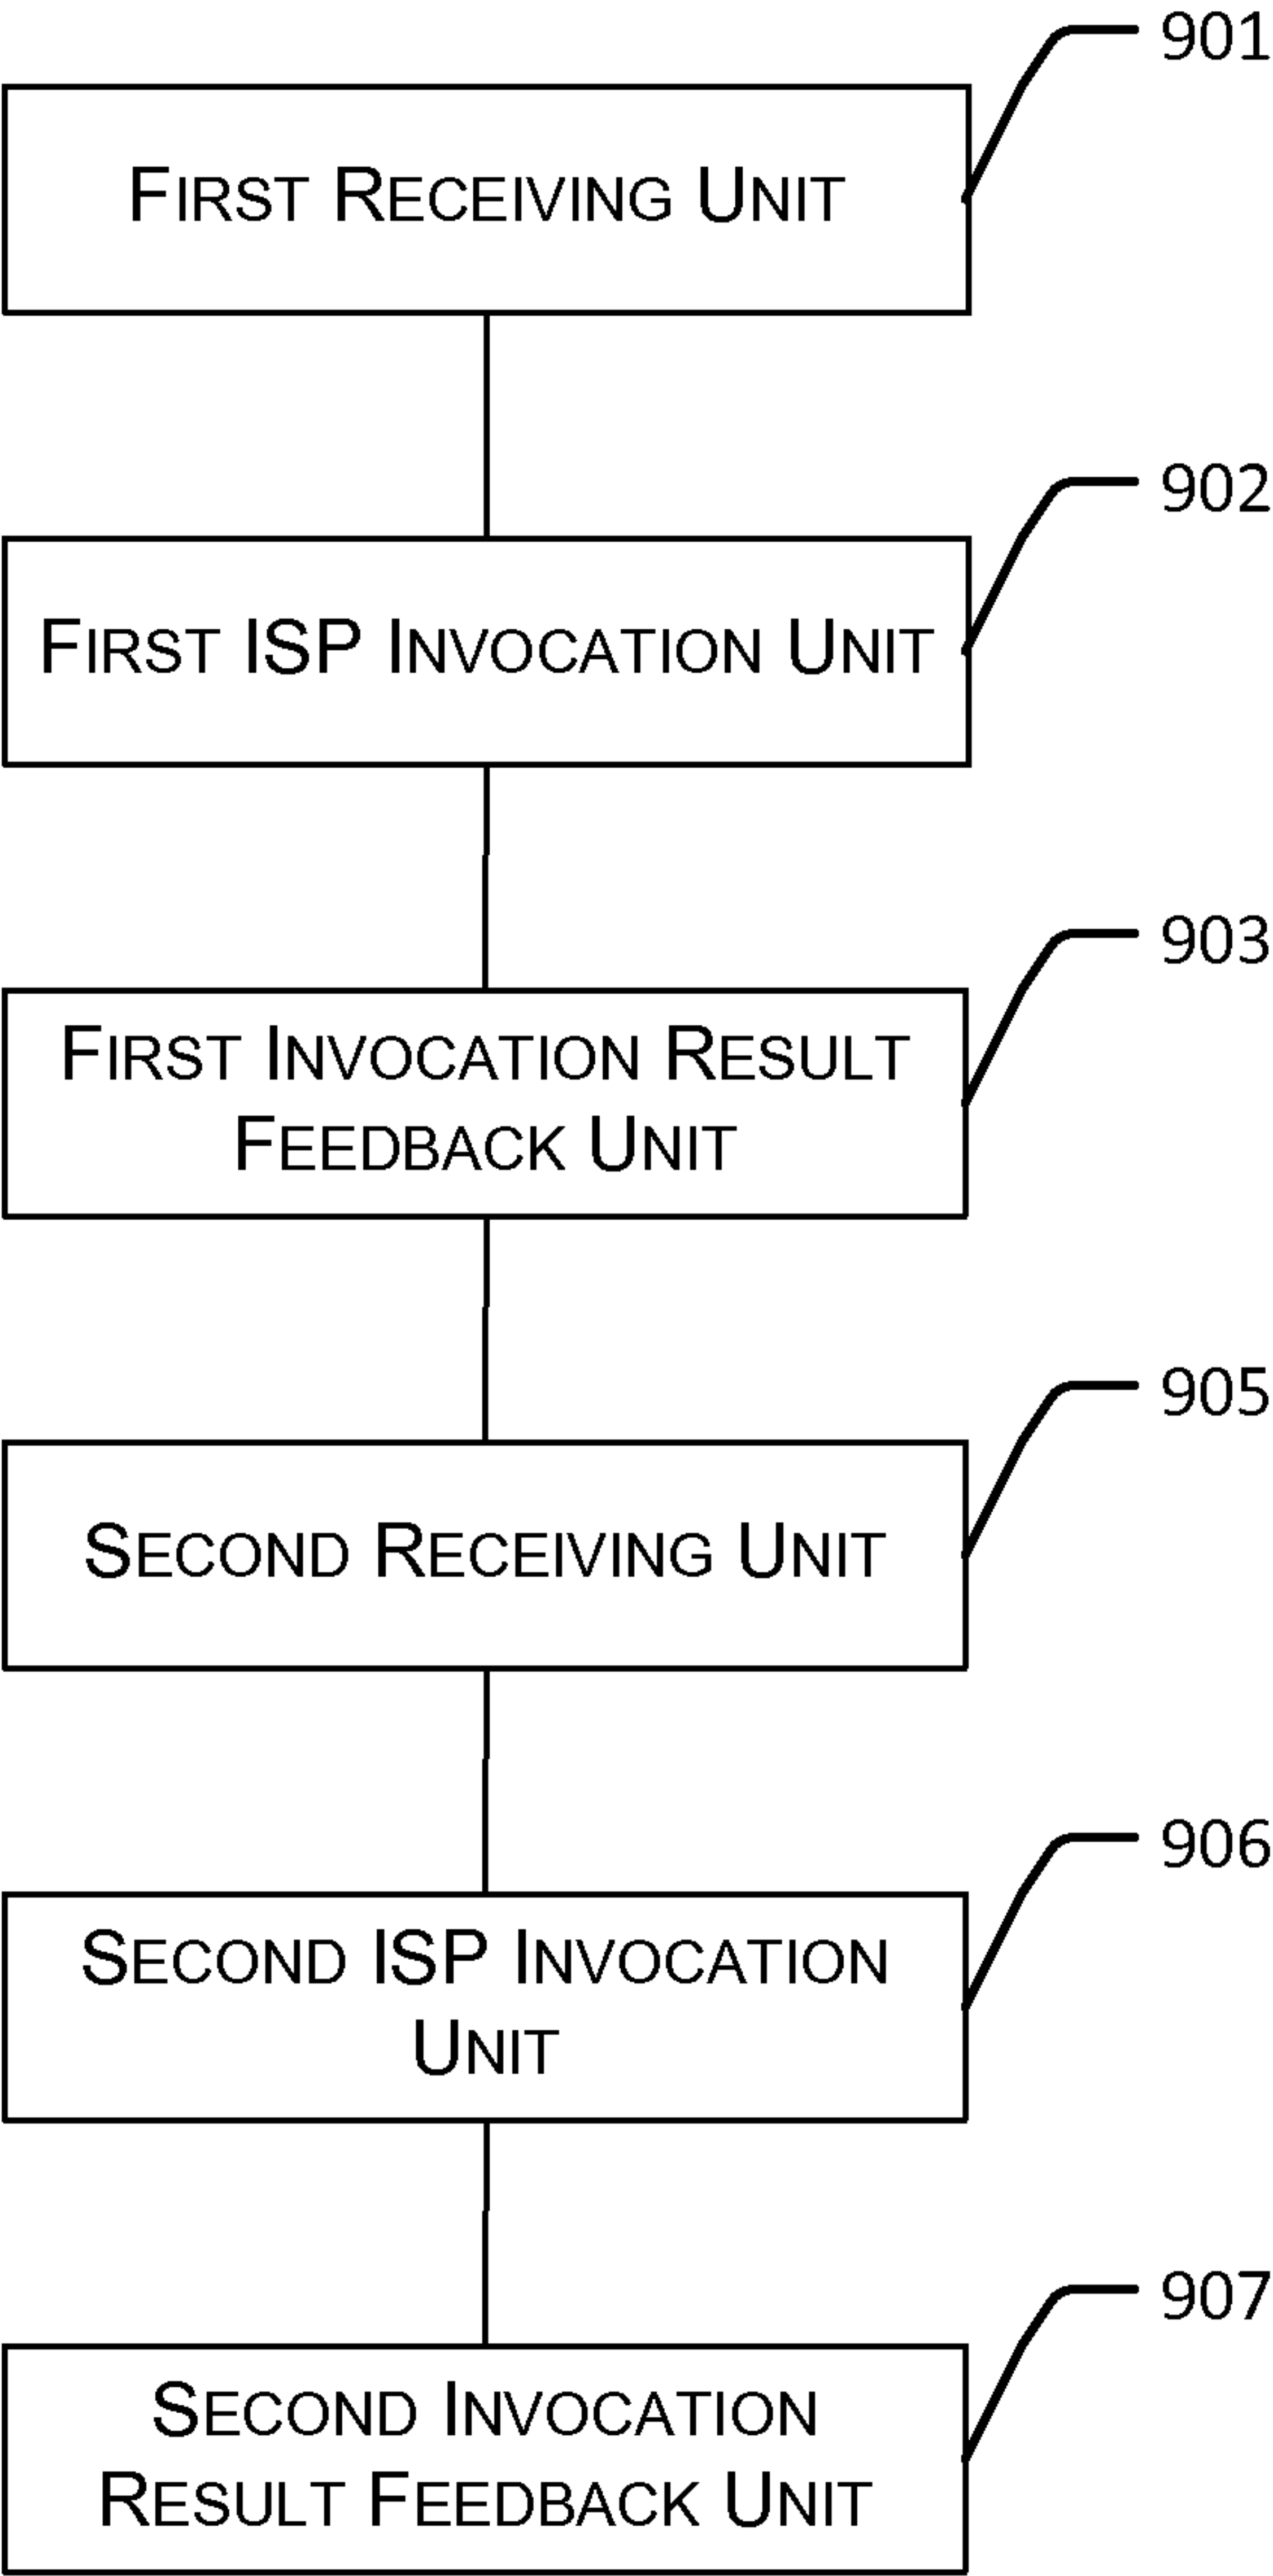 901
First Receiving Unit
902
First ISP Invocation Unit
903
First Invocation Result
Feedback Unit
905
Second Receiving Unit
906
Second ISP Invocation
Unit
907
Second Invocation
Result Feedback Unit